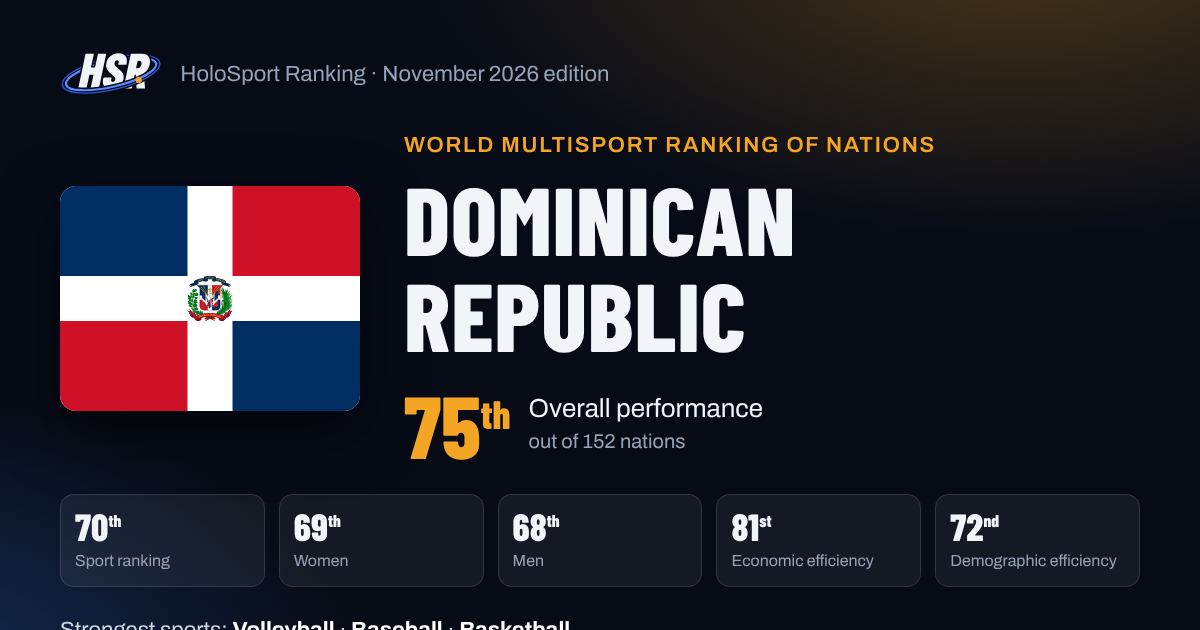 HSR
HoloSport Ranking · November 2026 edition
WORLD MULTISPORT RANKING OF NATIONS
DOMINICAN
REPUBLIC
75th
Overall performance
out of 152 nations
70th
Sport ranking
69th
Women
68th
Men
81st
Economic efficiency
72nd
Demographic efficiency
Strongest sports: Volleyball · Baseball · Basketball